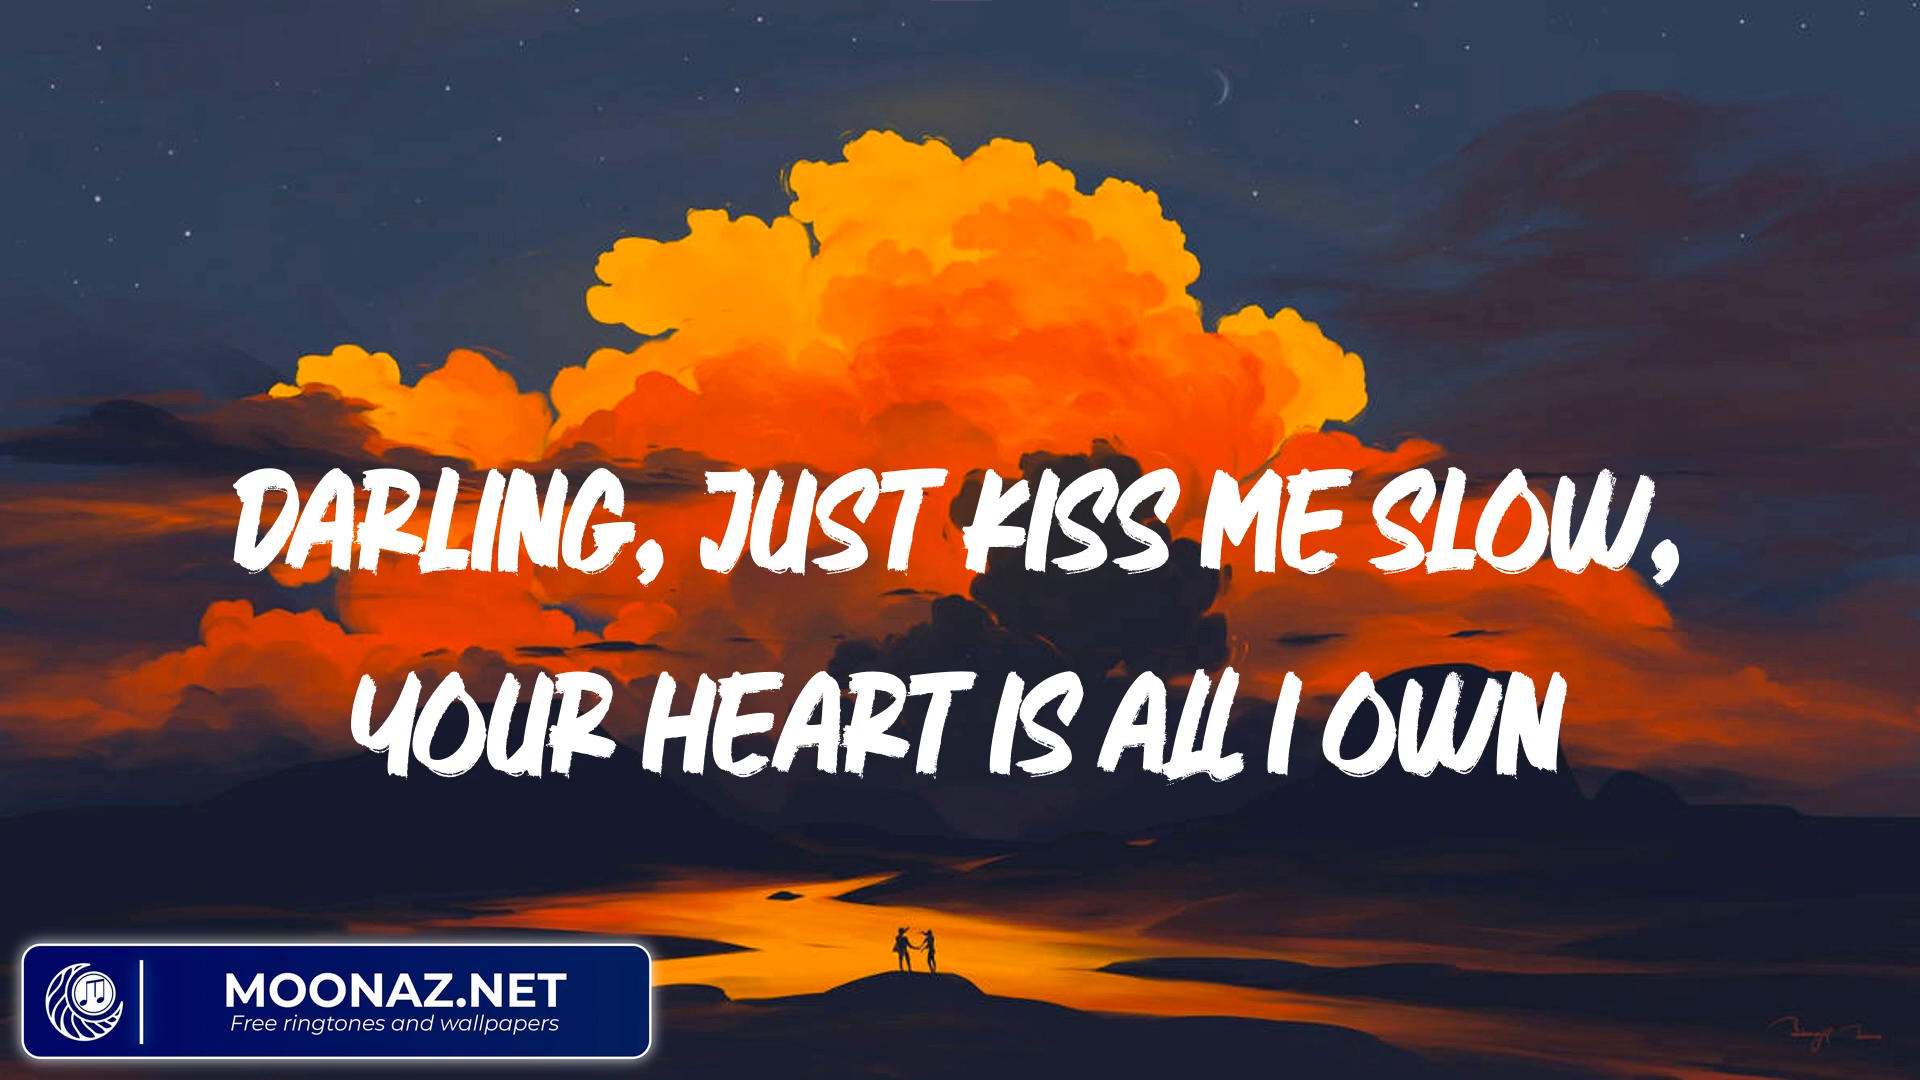 DARLING, JUST KISS ME SLOW,
YOUR HEART IS ALL I OWN
MOONAZ.NET
Free ringtones and wallpapers